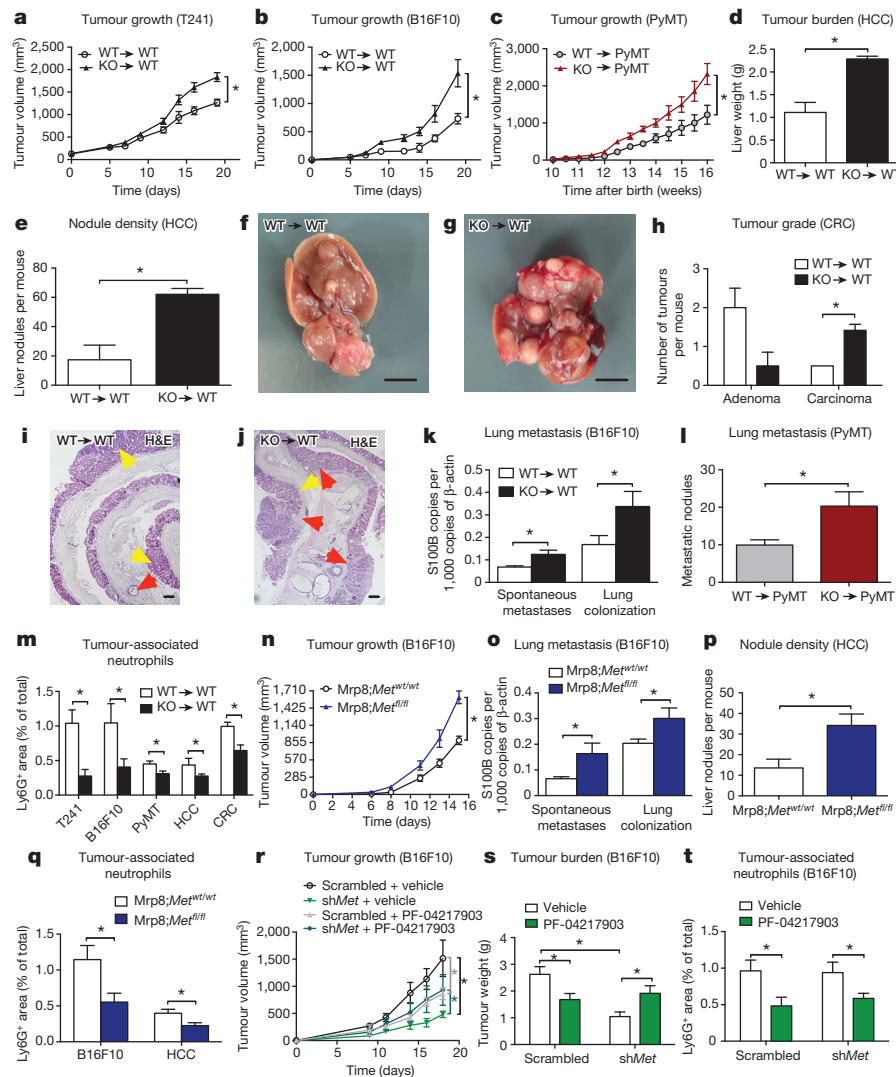 a
Tumour growth (T241)
Tumour volume (mm³)
2,500
2,000
1,500
1,000
500
0
WT→WT
KO→WT
*
0 5 10 15 20
Time (days)
b
Tumour growth (B16F10)
Tumour volume (mm³)
2,000
1,500
1,000
500
0
WT→WT
KO→WT
*
0 5 10 15 20
Time (days)
c
Tumour growth (PyMT)
Tumour volume (mm³)
3,000
2,000
1,000
0
WT→PyMT
KO→PyMT
*
10 11 12 13 14 15 16
Time after birth (weeks)
d
Tumour burden (HCC)
Liver weight (g)
2.5
2.0
1.5
1.0
0.5
0
*
WT→WT KO→WT
e
Nodule density (HCC)
Liver nodules per mouse
80
60
40
20
0
*
WT→WT KO→WT
f
WT→WT
g
KO→WT
h
Tumour grade (CRC)
Number of tumours
per mouse
3
2
1
0
WT→WT
KO→WT
*
Adenoma Carcinoma
i
WT→WT H&E
j
KO→WT H&E
k
Lung metastasis (B16F10)
S100B copies per
1,000 copies of β-actin
0.5
0.4
0.3
0.2
0.1
0
WT→WT
KO→WT
* *
Spontaneous
metastases
Lung
colonization
l
Lung metastasis (PyMT)
Metastatic nodules
30
20
10
0
*
WT→PyMT KO→PyMT
m
Tumour-associated
neutrophils
Ly6G⁺ area (% of total)
1.5
1.0
0.5
0
WT→WT
KO→WT
* * * * *
T241 B16F10 PyMT HCC CRC
n
Tumour growth (B16F10)
Tumour volume (mm³)
1,710
1,425
1,140
855
570
285
0
Mrp8;Metwt/wt
Mrp8;Metfl/fl
*
0 2 4 6 8 10 12 14 16
Time (days)
o
Lung metastasis (B16F10)
S100B copies per
1,000 copies of β-actin
0.4
0.3
0.2
0.1
0
Mrp8;Metwt/wt
Mrp8;Metfl/fl
* *
Spontaneous
metastases
Lung
colonization
p
Nodule density (HCC)
Liver nodules per mouse
50
40
30
20
10
0
*
Mrp8;Metwt/wt Mrp8;Metfl/fl
q
Tumour-associated
neutrophils
Ly6G⁺ area (% of total)
1.5
1.0
0.5
0
Mrp8;Metwt/wt
Mrp8;Metfl/fl
* *
B16F10 HCC
r
Tumour growth (B16F10)
Tumour volume (mm³)
2,000
1,500
1,000
500
0
Scrambled + vehicle
shMet + vehicle
Scrambled + PF-04217903
shMet + PF-04217903
* * *
0 5 10 15 20
Time (days)
s
Tumour burden (B16F10)
Tumour weight (g)
4
3
2
1
0
Vehicle
PF-04217903
* * *
Scrambled shMet
t
Tumour-associated
neutrophils (B16F10)
Ly6G⁺ area (% of total)
1.5
1.0
0.5
0
Vehicle
PF-04217903
* *
Scrambled shMet